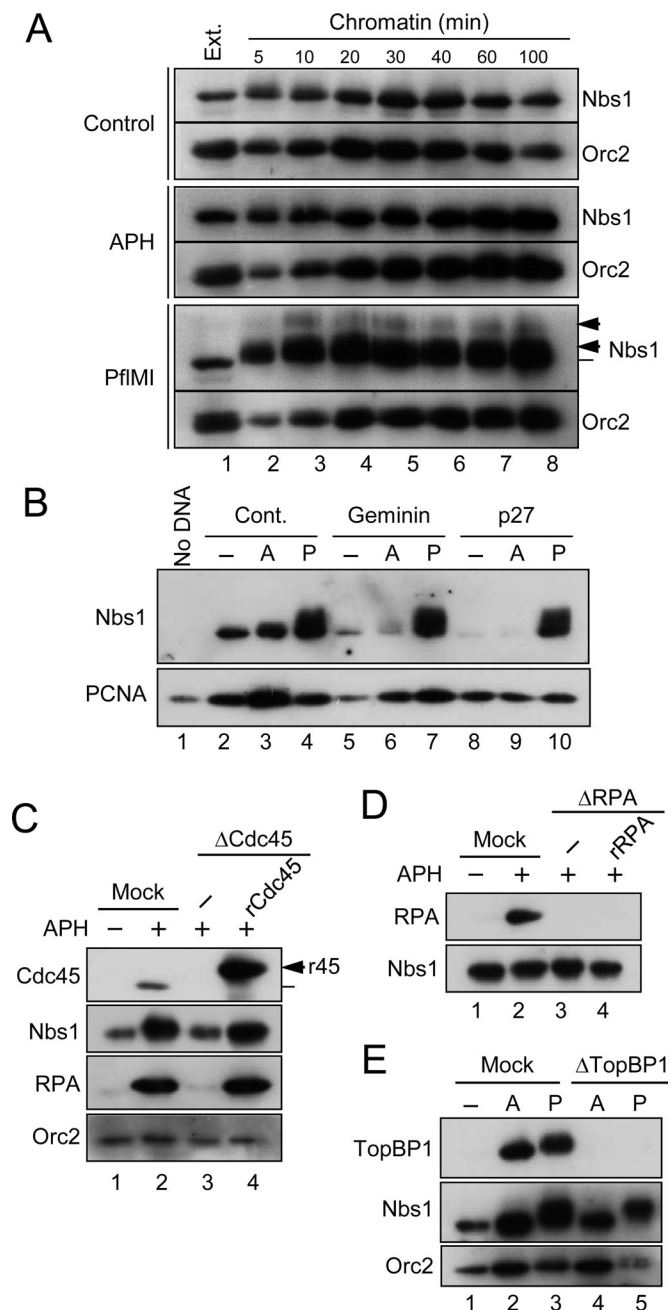 A
Ext.
Chromatin (min)
5 10 20 30 40 60 100
Control
Nbs1
Orc2
APH
Nbs1
Orc2
PflMI
Nbs1
Orc2
1 2 3 4 5 6 7 8
B
No DNA
Cont. Geminin p27
– A P – A P – A P
Nbs1
PCNA
1 2 3 4 5 6 7 8 9 10
C
ΔCdc45
Mock – rCdc45
APH – + + +
Cdc45 r45
Nbs1
RPA
Orc2
1 2 3 4
D
ΔRPA
Mock – rRPA
APH – + + +
RPA
Nbs1
1 2 3 4
E
Mock ΔTopBP1
– A P A P
TopBP1
Nbs1
Orc2
1 2 3 4 5